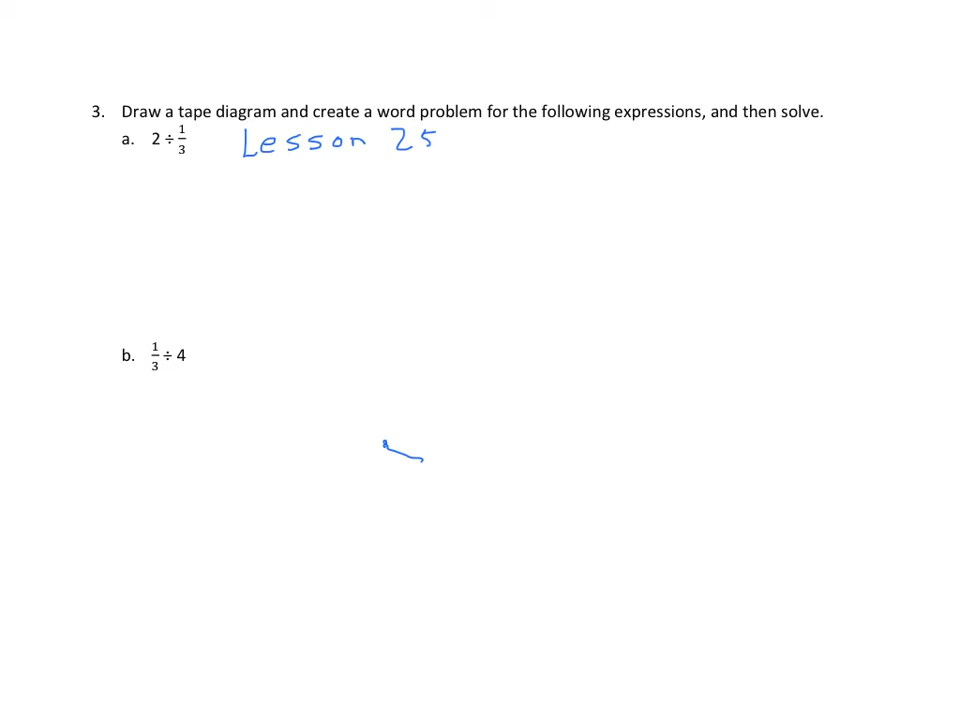 3. Draw a tape diagram and create a word problem for the following expressions, and then solve.
a. 2 ÷ 1/3 Lesson 25
b. 1/3 ÷ 4